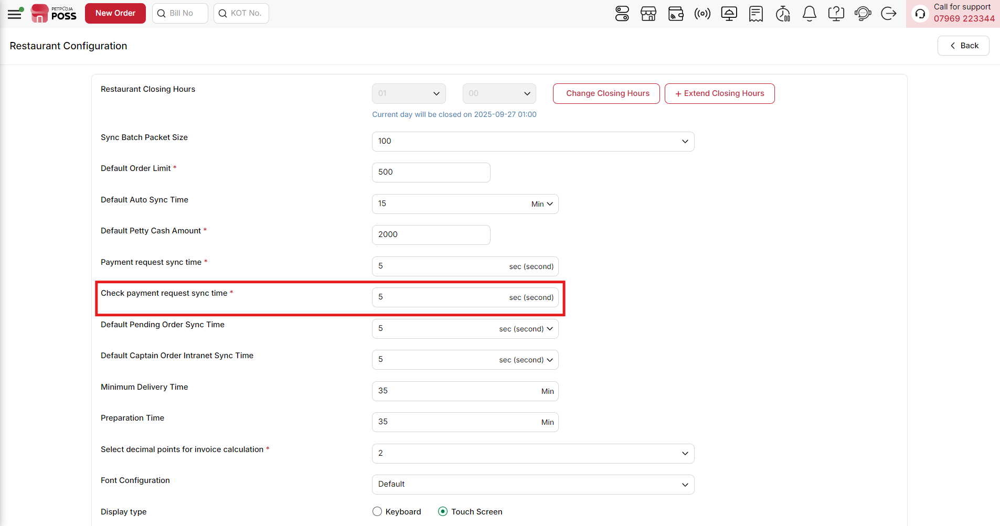 PETPOOJA
POSS
New Order
Bill No
KOT No.
Call for support
07969 223344
Restaurant Configuration
Back
Restaurant Closing Hours
01
00
Change Closing Hours
+ Extend Closing Hours
Current day will be closed on 2025-09-27 01:00
Sync Batch Packet Size
100
Default Order Limit *
500
Default Auto Sync Time
15
Min
Default Petty Cash Amount *
2000
Payment request sync time *
5
sec (second)
Check payment request sync time *
5
sec (second)
Default Pending Order Sync Time
5
sec (second)
Default Captain Order Intranet Sync Time
5
sec (second)
Minimum Delivery Time
35
Min
Preparation Time
35
Min
Select decimal points for invoice calculation *
2
Font Configuration
Default
Display type
Keyboard
Touch Screen